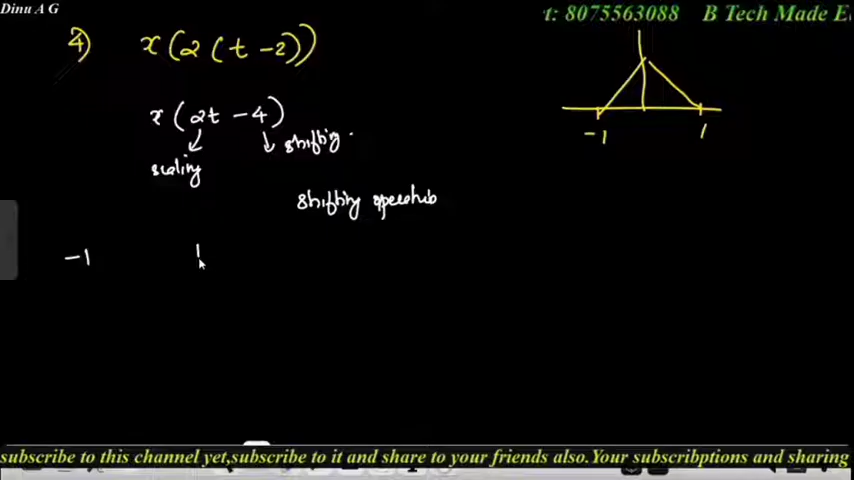 Dinu A G
t: 8075563088 B Tech Made E
4) x(2(t-2))
x(2t-4)
scaling
shifting
shifting
-1 1
-1 1
subscribe to this channel yet,subscribe to it and share to your friends also.Your subscribptions and sharing